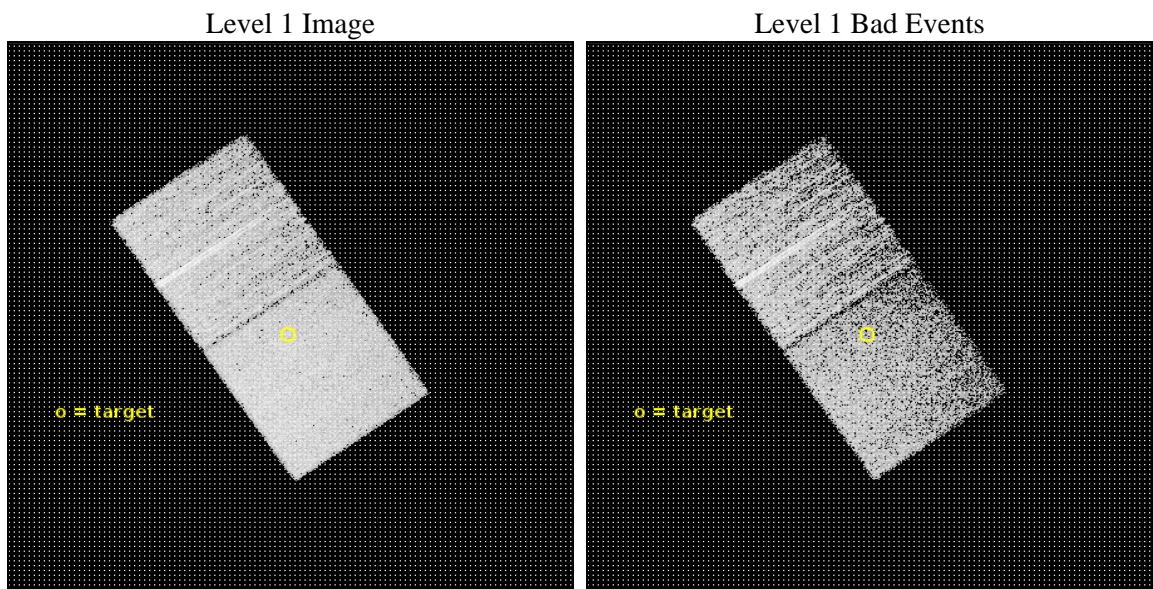 Level 1 Image
Level 1 Bad Events
o = target
o = target